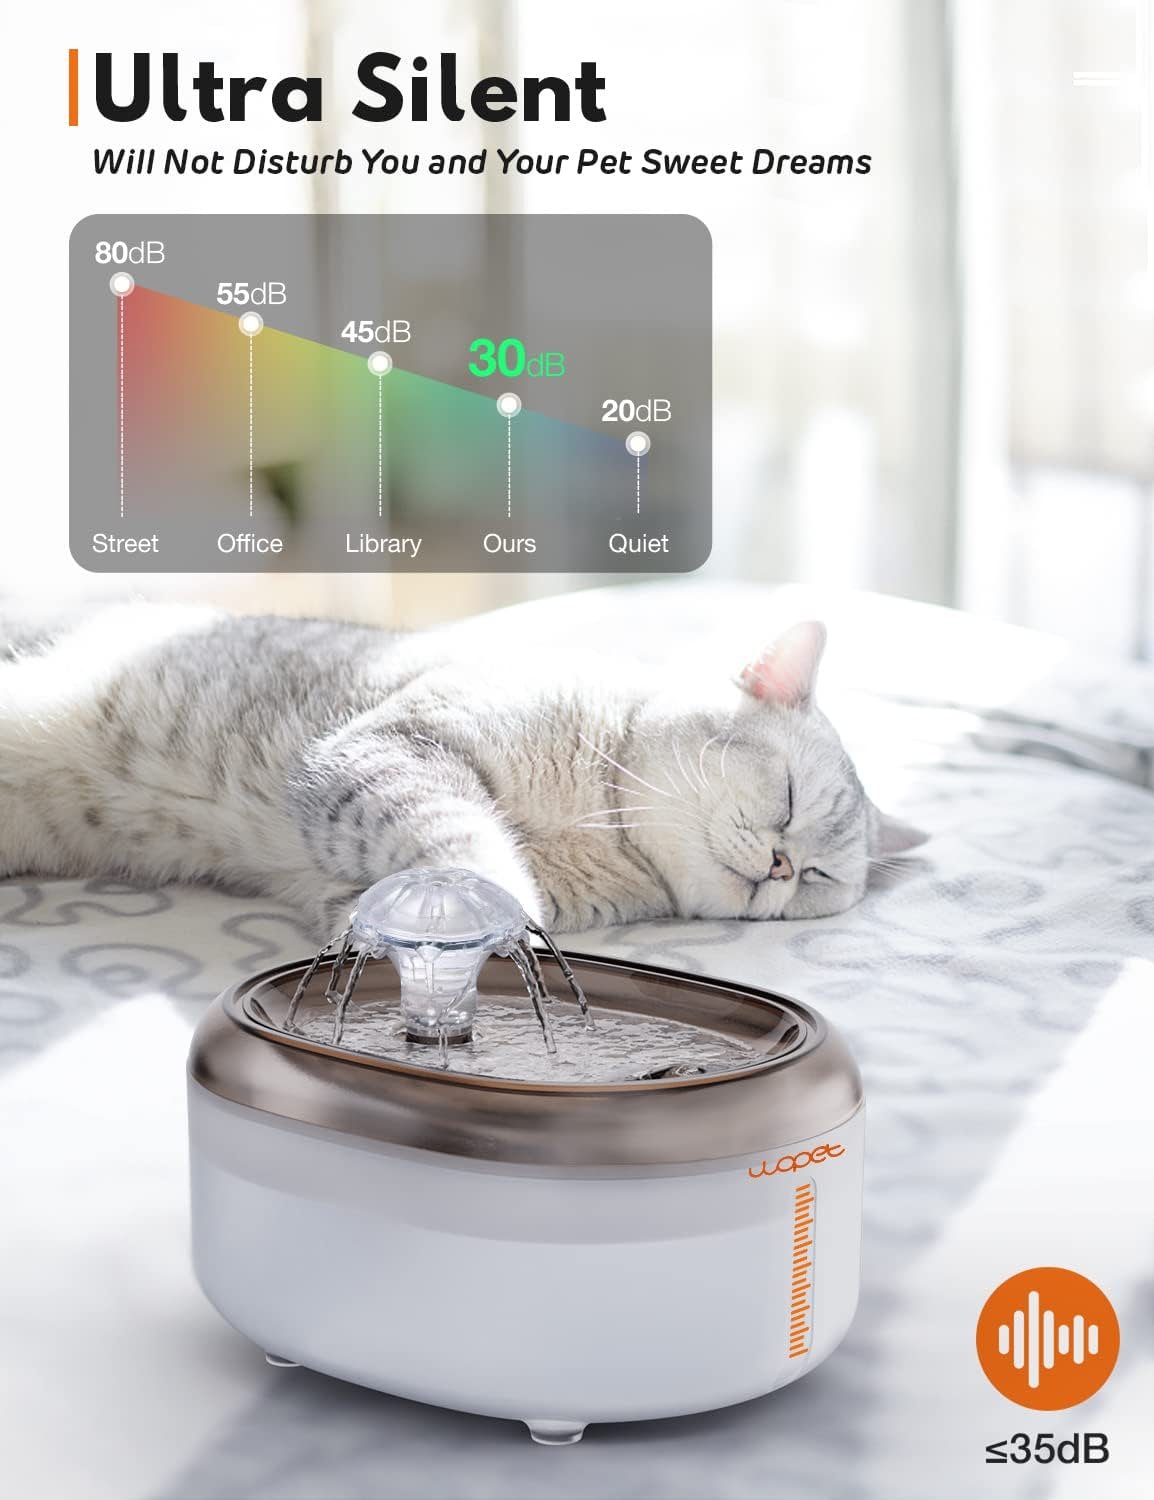 Ultra Silent
Will Not Disturb You and Your Pet Sweet Dreams
80dB
55dB
45dB
30dB
20dB
Street Office Library Ours Quiet
wopet
≤35dB